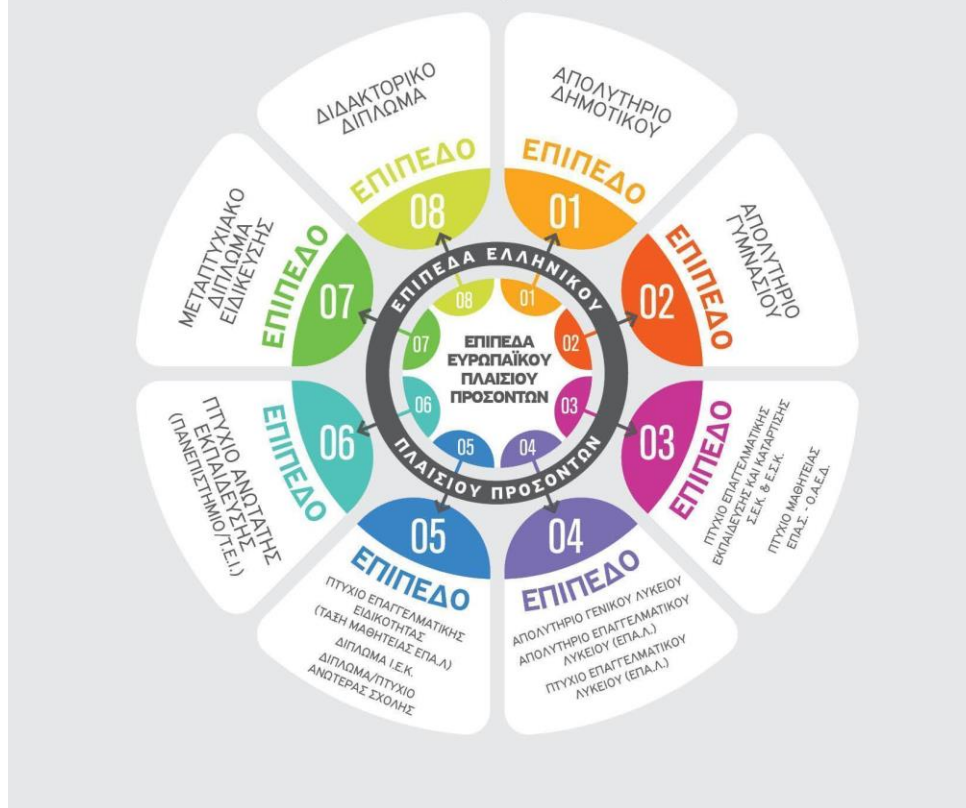 ΑΠΟΛΥΤΗΡΙΟ
ΔΗΜΟΤΙΚΟΥ
ΕΠΙΠΕΔΟ
01
ΑΠΟΛΥΤΗΡΙΟ
ΓΥΜΝΑΣΙΟΥ
ΕΠΙΠΕΔΟ
02
ΕΠΙΠΕΔΟ
03
ΠΤΥΧΙΟ ΕΠΑΓΓΕΛΜΑΤΙΚΗΣ
ΕΚΠΑΙΔΕΥΣΗΣ ΚΑΙ ΚΑΤΑΡΤΙΣΗΣ
Σ.Ε.Κ. & Ε.Σ.Κ.
ΠΤΥΧΙΟ ΜΑΘΗΤΕΙΑΣ
ΕΠΑ.Σ. - Ο.Α.Ε.Δ.
04
ΕΠΙΠΕΔΟ
ΑΠΟΛΥΤΗΡΙΟ ΓΕΝΙΚΟΥ ΛΥΚΕΙΟΥ
ΑΠΟΛΥΤΗΡΙΟ ΕΠΑΓΓΕΛΜΑΤΙΚΟΥ
ΛΥΚΕΙΟΥ (ΕΠΑ.Λ.)
ΠΤΥΧΙΟ ΕΠΑΓΓΕΛΜΑΤΙΚΟΥ
ΛΥΚΕΙΟΥ (ΕΠΑ.Λ.)
05
ΕΠΙΠΕΔΟ
ΠΤΥΧΙΟ ΕΠΑΓΓΕΛΜΑΤΙΚΗΣ
ΕΙΔΙΚΟΤΗΤΑΣ
(ΤΑΞΗ ΜΑΘΗΤΕΙΑΣ ΕΠΑ.Λ)
ΔΙΠΛΩΜΑ Ι.Ε.Κ.
ΔΙΠΛΩΜΑ/ΠΤΥΧΙΟ
ΑΝΩΤΕΡΑΣ ΣΧΟΛΗΣ
06
ΕΠΙΠΕΔΟ
ΠΤΥΧΙΟ ΑΝΩΤΑΤΗΣ
ΕΚΠΑΙΔΕΥΣΗΣ
(ΠΑΝΕΠΙΣΤΗΜΙΟ/Τ.Ε.Ι.)
ΜΕΤΑΠΤΥΧΙΑΚΟ
ΔΙΠΛΩΜΑ
ΕΙΔΙΚΕΥΣΗΣ
ΕΠΙΠΕΔΟ
07
ΔΙΔΑΚΤΟΡΙΚΟ
ΔΙΠΛΩΜΑ
ΕΠΙΠΕΔΟ
08
ΕΠΙΠΕΔΑ ΕΛΛΗΝΙΚΟΥ
ΠΛΑΙΣΙΟΥ ΠΡΟΣΟΝΤΩΝ
01
02
03
04
05
06
07
08
ΕΠΙΠΕΔΑ
ΕΥΡΩΠΑΪΚΟΥ
ΠΛΑΙΣΙΟΥ
ΠΡΟΣΟΝΤΩΝ